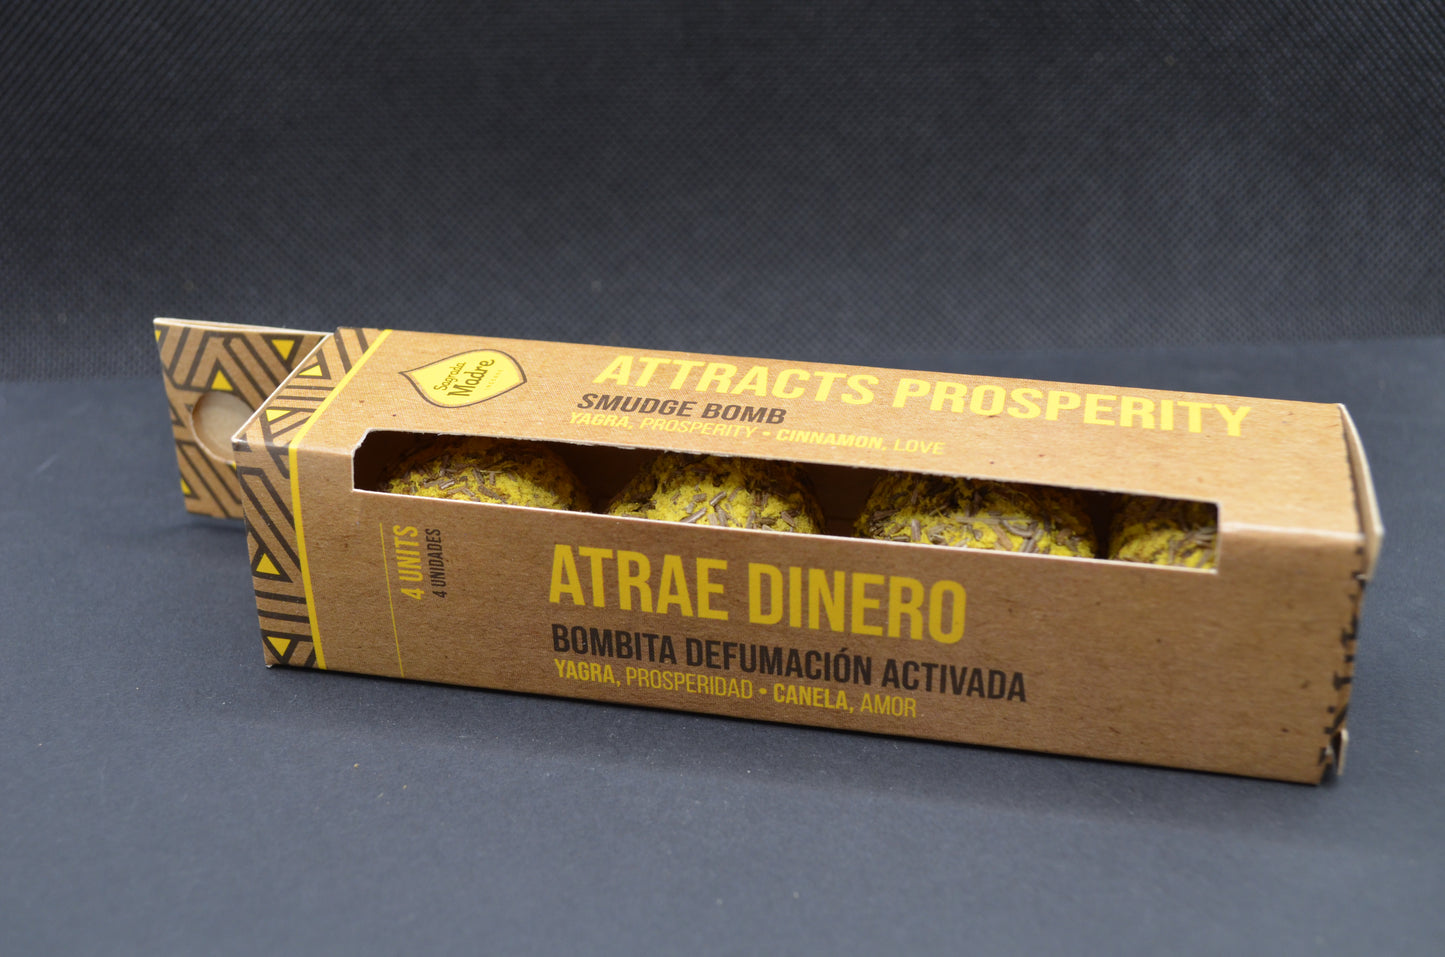 Sagrada
Madre
ATTRACTS PROSPERITY
SMUDGE BOMB
YAGRA, PROSPERITY • CINNAMON, LOVE
4 UNITS
4 UNIDADES
ATRAE DINERO
BOMBITA DEFUMACIÓN ACTIVADA
YAGRA, PROSPERIDAD • CANELA, AMOR